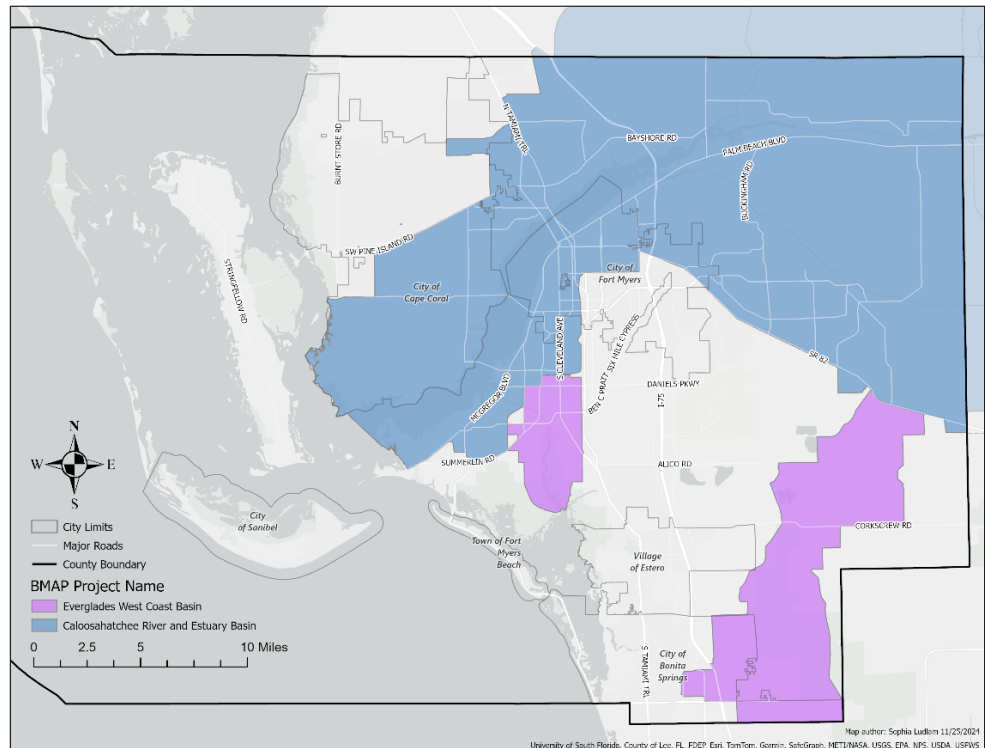 N TAMIAMI TRL
BAYSHORE RD
PALM BEACH BLVD
BURNT STORE RD
BUCKINGHAM RD
SW PINE ISLAND RD
STRINGFELLOW RD
City of
Cape Coral
City of
Fort Myers
S CLEVELAND AVE
BEN C PRATT SIX MILE CYPRESS
SR 82
MCGREGOR BLVD
I-75
DANIELS PKWY
SUMMERLIN RD
ALICO RD
N
W
E
S
City
of Sanibel
Town of Fort
Myers
Beach
CORKSCREW RD
Village
of Estero
S TAMIAMI TRL
City of
Bonita
Springs
City Limits
Major Roads
County Boundary
BMAP Project Name
Everglades West Coast Basin
Caloosahatchee River and Estuary Basin
0 2.5 5 10 Miles
Map author: Sophia Ludlam 11/25/2024
University of South Florida, County of Lee, FL, FDEP, Esri, TomTom, Garmin, SafeGraph, METI/NASA, USGS, EPA, NPS, USDA, USFWS